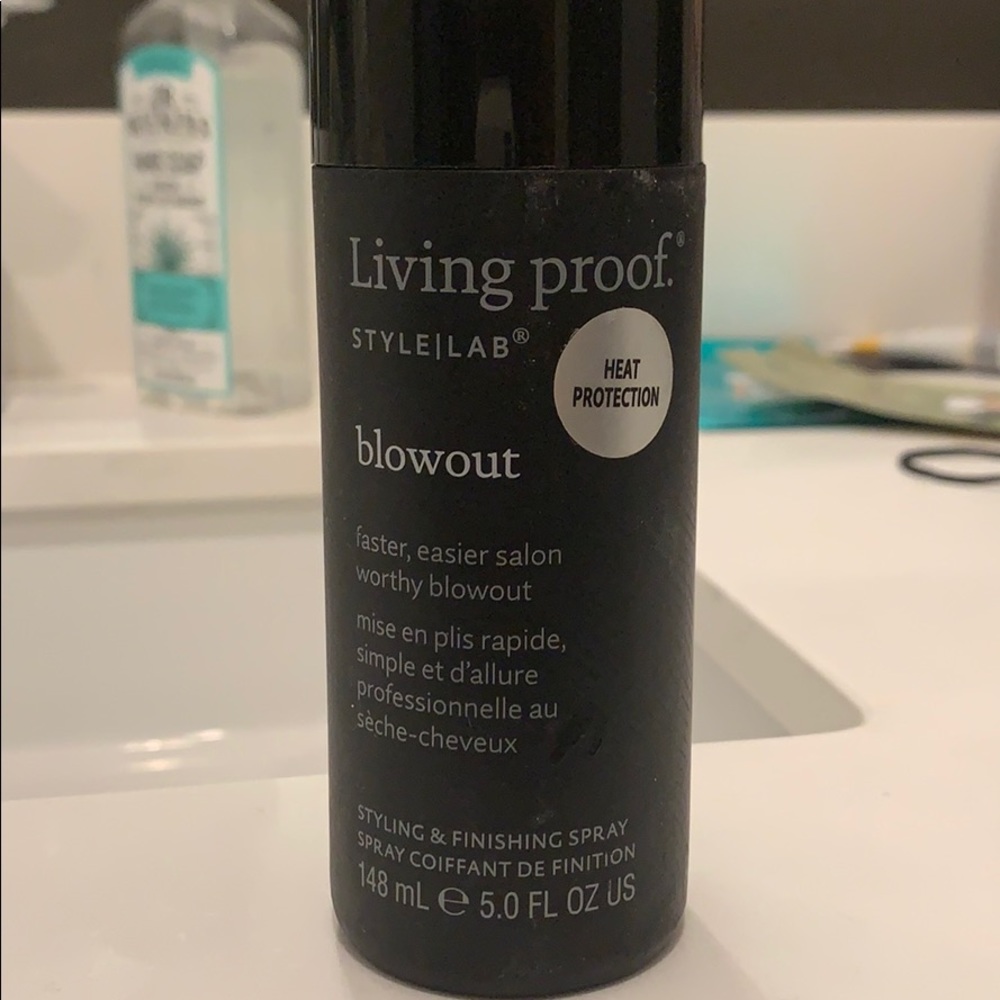 Living proof.®
STYLE|LAB®
HEAT
PROTECTION
blowout
faster, easier salon
worthy blowout
mise en plis rapide,
simple et d'allure
professionnelle au
sèche-cheveux
STYLING & FINISHING SPRAY
SPRAY COIFFANT DE FINITION
148 mL ℮ 5.0 FL OZ US